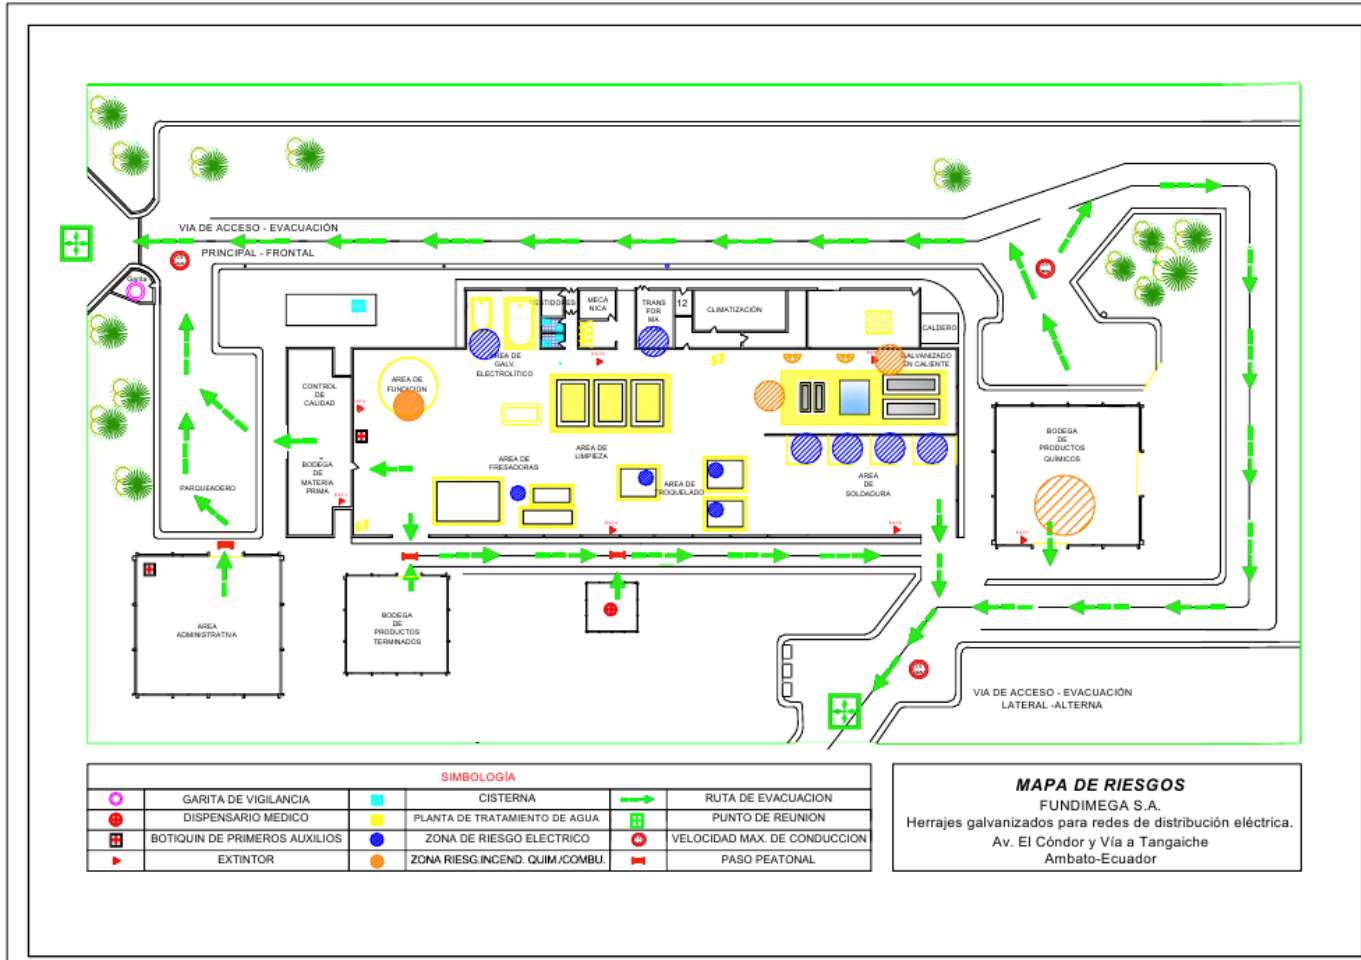 VIA DE ACCESO - EVACUACIÓN
PRINCIPAL - FRONTAL
Garita
VESTIDORES
MECÁ
NICA
TRANS
FOR
MA
12
CLIMATIZACIÓN
CALDERO
AREA DE
GALV.
ELECTROLÍTICO
GALVANIZADO
EN CALIENTE
CONTROL
DE
CALIDAD
AREA DE
FUNDICION
BODEGA
DE
MATERIA
PRIMA
AREA DE
FRESADORAS
AREA DE
LIMPIEZA
AREA DE
TROQUELADO
AREA
DE
SOLDADURA
BODEGA
DE
PRODUCTOS
QUÍMICOS
PARQUEADERO
AREA
ADMINISTRATIVA
BODEGA
DE
PRODUCTOS
TERMINADOS
VIA DE ACCESO - EVACUACIÓN
LATERAL -ALTERNA
SIMBOLOGÍA
GARITA DE VIGILANCIA
CISTERNA
RUTA DE EVACUACION
DISPENSARIO MEDICO
PLANTA DE TRATAMIENTO DE AGUA
PUNTO DE REUNION
BOTIQUIN DE PRIMEROS AUXILIOS
ZONA DE RIESGO ELECTRICO
VELOCIDAD MAX. DE CONDUCCION
EXTINTOR
ZONA RIESG.INCEND. QUIM./COMBU.
PASO PEATONAL
MAPA DE RIESGOS
FUNDIMEGA S.A.
Herrajes galvanizados para redes de distribución eléctrica.
Av. El Cóndor y Vía a Tangaiche
Ambato-Ecuador